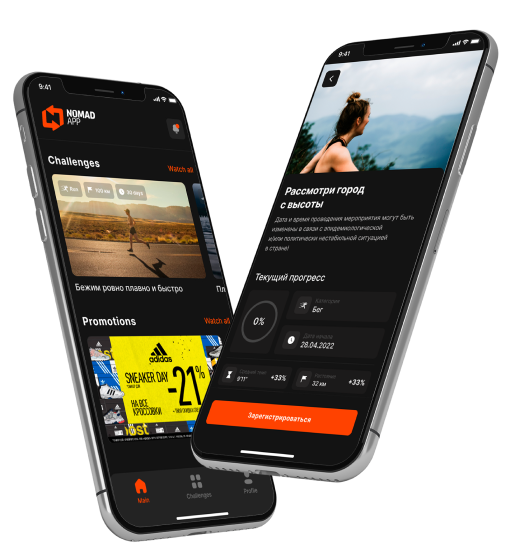 9:41
NOMAD
APP
Challenges
Watch all
Бег
100 км
30 days
Бежим ровно плавно и быстро
Пл
Promotions
Watch all
adidas
SNEAKER DAY
-21%
НА ВСЕ
КРОССОВКИ
Main
Challenges
Profile
9:41
Рассмотри город
с высоты
Дата и время проведения мероприятия могут быть
изменены в связи с эпидемиологической
и/или политически нестабильной ситуацией
в стране!
Текущий прогресс
0%
Категория
Бег
Дата начала
28.04.2022
9'11"
+33%
32 км
+33%
Зарегистрироваться